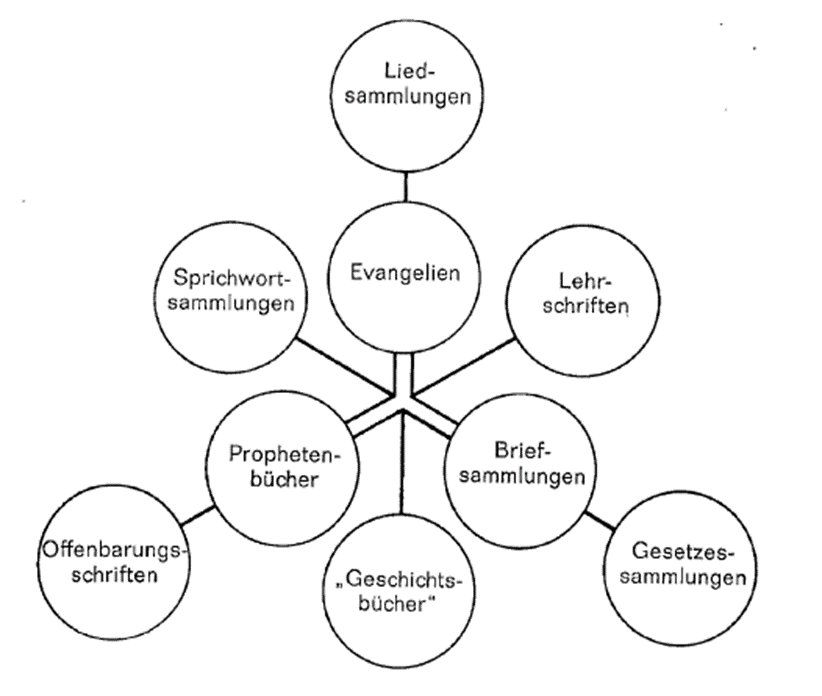 Lied-
sammlungen
Evangelien
Sprichwort-
sammlungen
Lehr-
schriften
Propheten-
bücher
Brief-
sammlungen
Offenbarungs-
schriften
„Geschichts-
bücher“
Gesetzes-
sammlungen